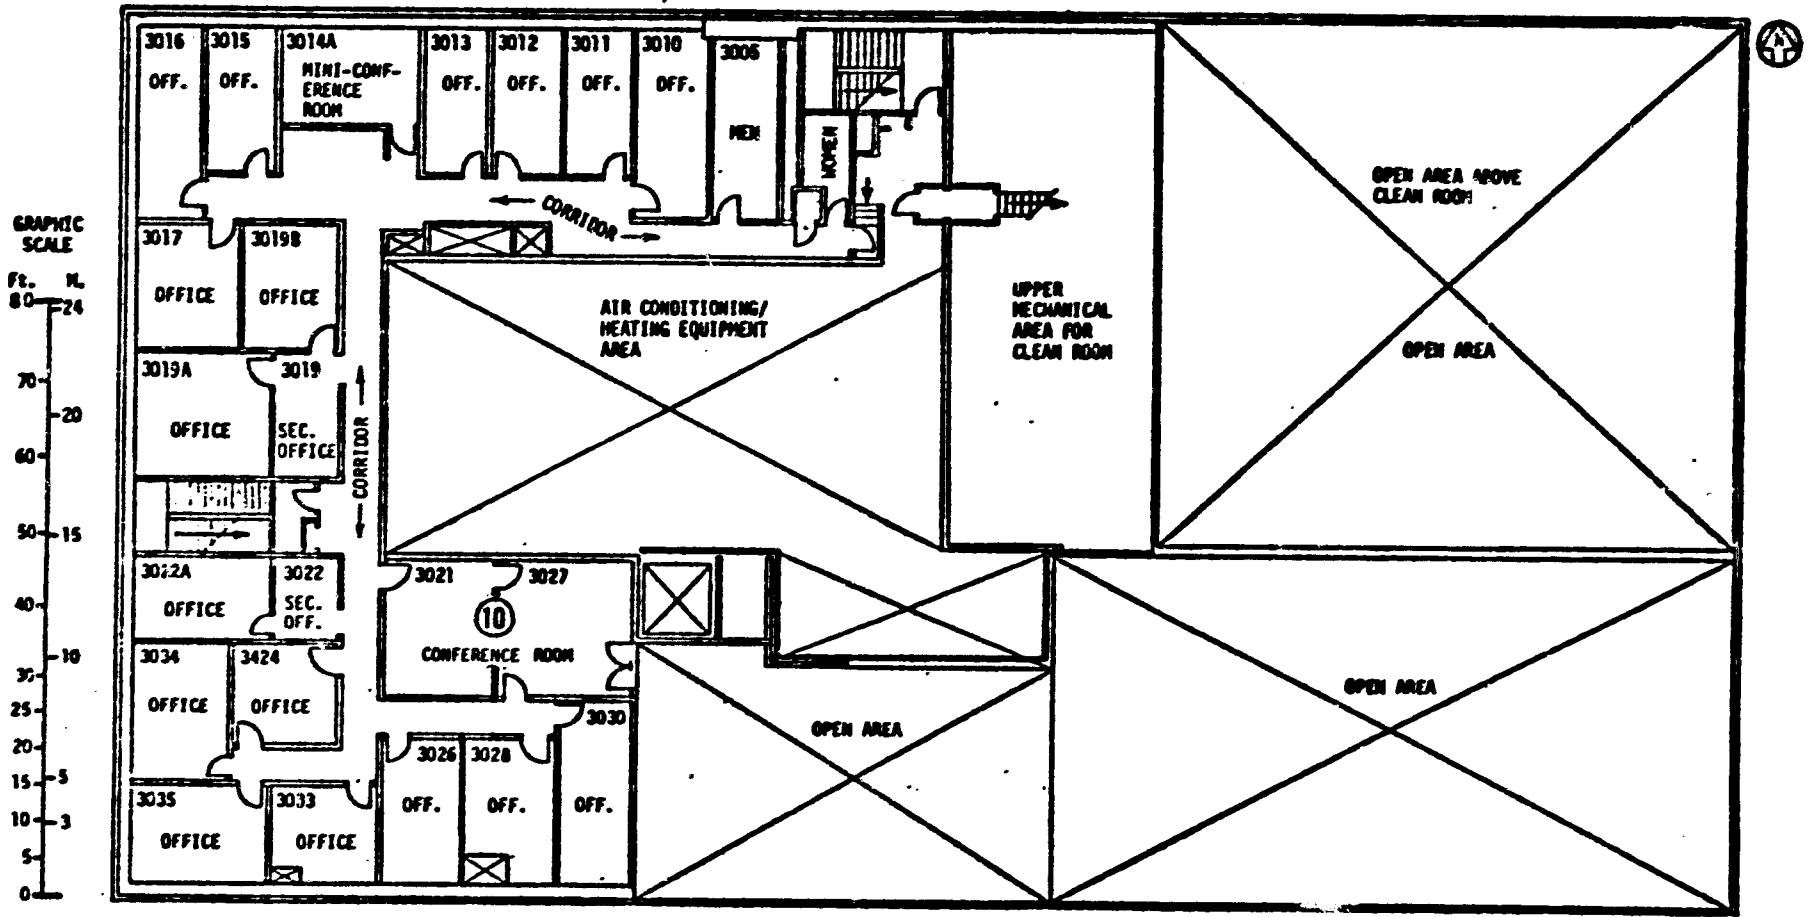 3016
OFF.
3015
OFF.
3014A
MINI-CONF-
ERENCE
ROOM
3013
OFF.
3012
OFF.
3011
OFF.
3010
OFF.
3005
MEN
WOMEN
N
OPEN AREA ABOVE
CLEAN ROOM
OPEN AREA
← CORRIDOR →
GRAPHIC
SCALE
Ft. M.
80 24
70
20
60
50 15
40
10
30
25
20
15 5
10 3
5
0
3017
OFFICE
3019B
OFFICE
AIR CONDITIONING/
HEATING EQUIPMENT
AREA
UPPER
MECHANICAL
AREA FOR
CLEAN ROOM
3019A
OFFICE
3019
SEC.
OFFICE
← CORRIDOR →
3022A
OFFICE
3022
SEC.
OFF.
3021
3027
10
CONFERENCE ROOM
3034
OFFICE
3424
OFFICE
OPEN AREA
OPEN AREA
3026
OFF.
3028
OFF.
3030
OFF.
3035
OFFICE
3033
OFFICE